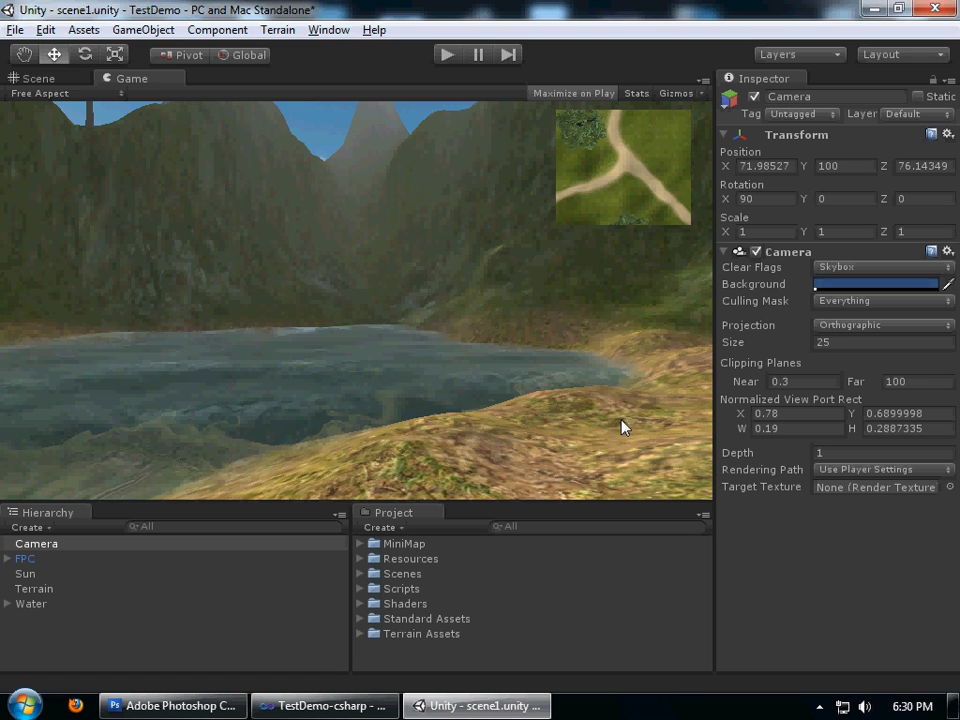 Unity - scene1.unity - TestDemo - PC and Mac Standalone*
File Edit Assets GameObject Component Terrain Window Help
Pivot Global Layers Layout
Scene Game
Free Aspect Maximize on Play Stats Gizmos
Inspector
Camera Static
Tag Untagged Layer Default
Transform
Position
X 71.98527 Y 100 Z 76.14349
Rotation
X 90 Y 0 Z 0
Scale
X 1 Y 1 Z 1
Camera
Clear Flags Skybox
Background
Culling Mask Everything
Projection Orthographic
Size 25
Clipping Planes
Near 0.3 Far 100
Normalized View Port Rect
X 0.78 Y 0.6899998
W 0.19 H 0.2887335
Depth 1
Rendering Path Use Player Settings
Target Texture None (Render Texture
Hierarchy
Create All
Camera
FPC
Sun
Terrain
Water
Project
Create All
MiniMap
Resources
Scenes
Scripts
Shaders
Standard Assets
Terrain Assets
Ps Adobe Photoshop C... TestDemo-csharp - ... Unity - scene1.unity ... 6:30 PM